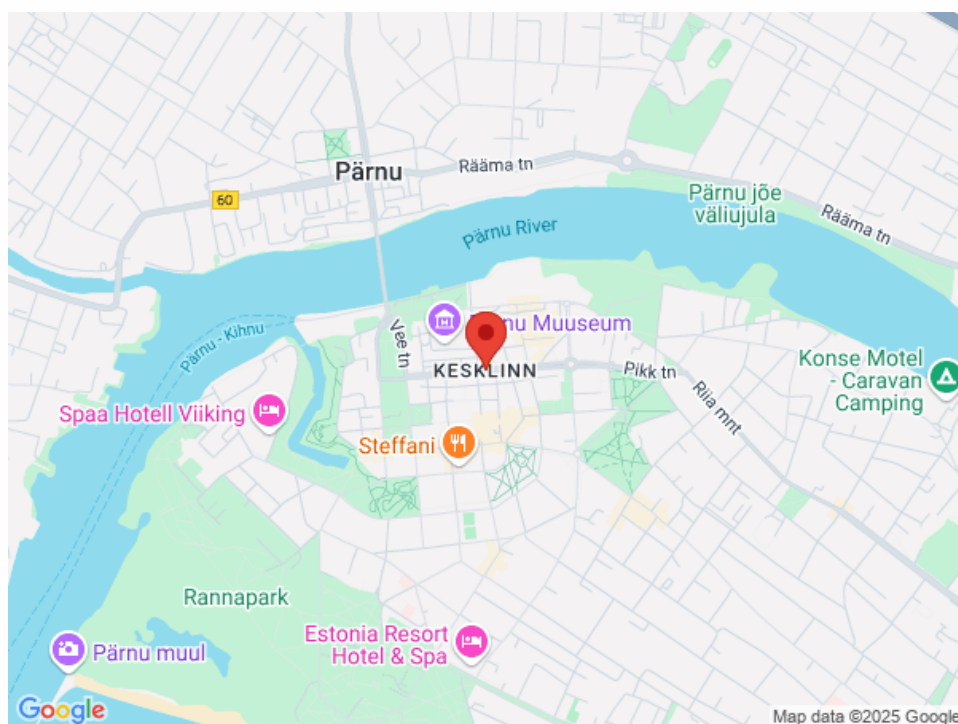 Rääma tn
Pärnu
60
Pärnu jõe
väliujula
Rääma tn
Pärnu River
Pärnu - Kihnu
Vee tn
Muuseum
KESKLINN
Pikk tn
Konse Motel
- Caravan
Camping
Riia mnt
Spaa Hotell Viiking
Steffani
Rannapark
Estonia Resort
Hotel & Spa
Pärnu muul
Google
Map data ©2025 Google